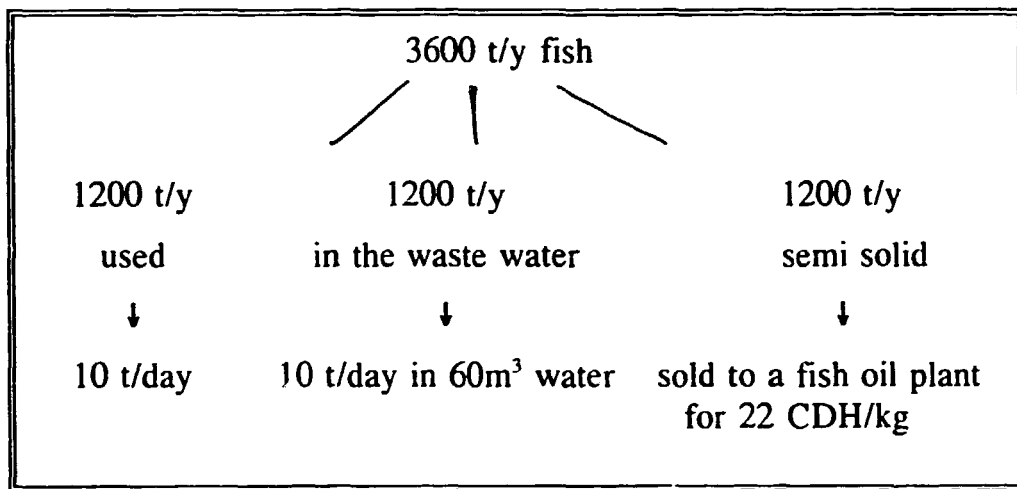 3600 t/y fish
1200 t/y 1200 t/y 1200 t/y
used in the waste water semi solid
↓ ↓ ↓
10 t/day 10 t/day in 60m³ water sold to a fish oil plant
for 22 CDH/kg